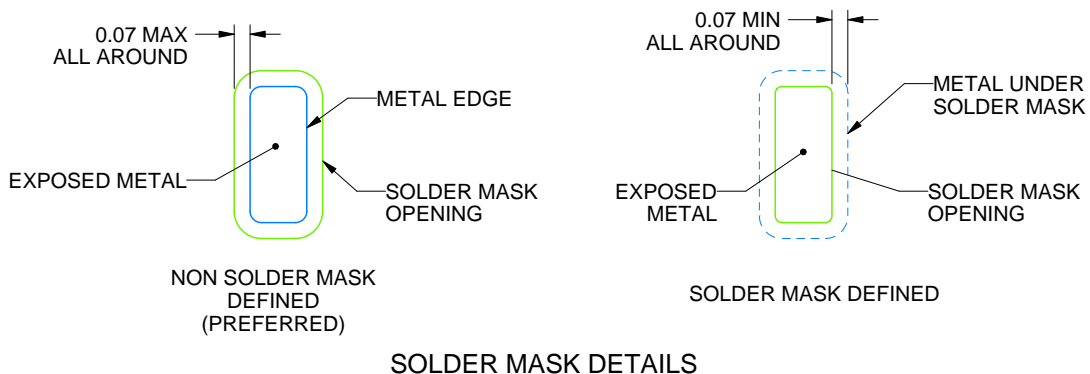 0.07 MAX
ALL AROUND
METAL EDGE
EXPOSED METAL
SOLDER MASK
OPENING
NON SOLDER MASK
DEFINED
(PREFERRED)
0.07 MIN
ALL AROUND
METAL UNDER
SOLDER MASK
EXPOSED
METAL
SOLDER MASK
OPENING
SOLDER MASK DEFINED
SOLDER MASK DETAILS